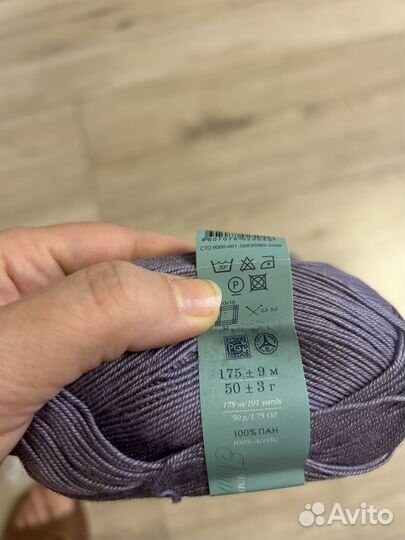 СТО 9000-001-56830989-2008
30°
P
2,5-3,0
175 ± 9 м
50 ± 3 г
175 m/191 yards
50 g/1.75 OZ
100% ПАН
100% Acrylic
Avito